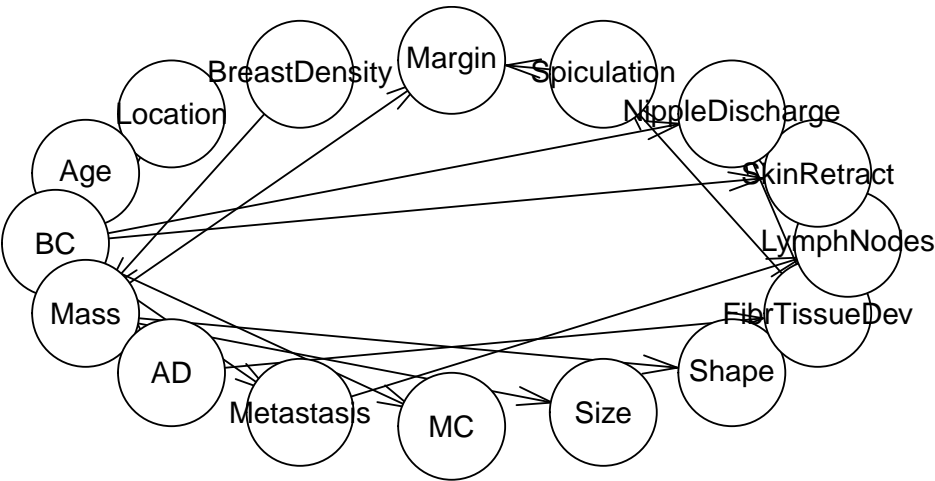 Margin
BreastDensity
Spiculation
Location
NippleDischarge
Age
SkinRetract
BC
LymphNodes
Mass
FibrTissueDev
AD
Shape
Metastasis
MC
Size